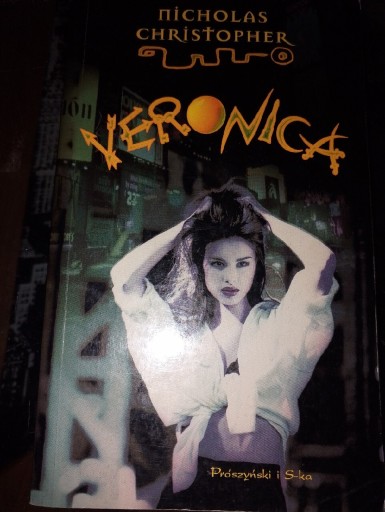 NICHOLAS
CHRISTOPHER
VERONICA
Prószyński i S-ka